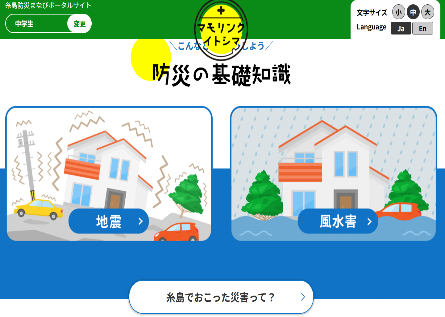 糸島防災まなびポータルサイト
中学生
変更
マモリンク
イトシマ
文字サイズ
小
中
大
Language
Ja
En
防災の基礎知識
地震
風水害
糸島でおこった災害って？